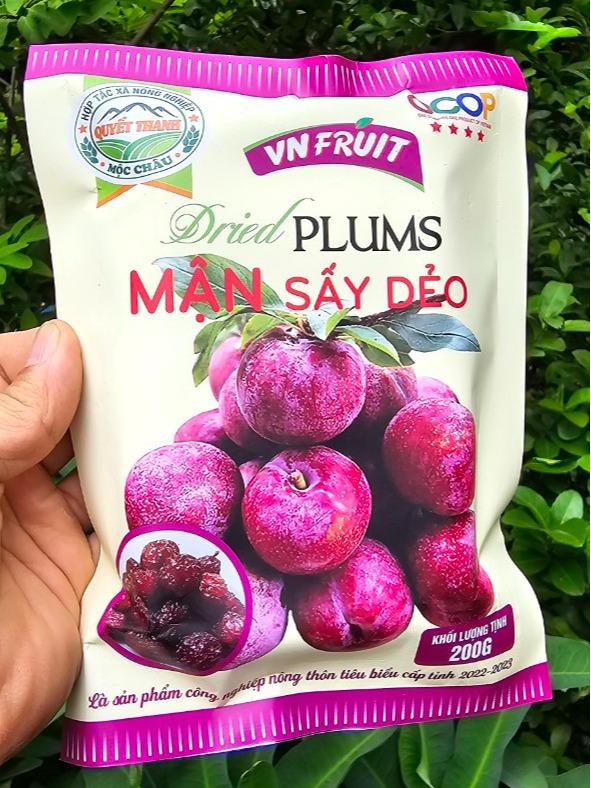 HỢP TÁC XÃ NÔNG NGHIỆP
QUYẾT THANH
MỘC CHÂU
OCOP
VN FRUIT
Dried PLUMS
MẬN SẤY DẺO
KHỐI LƯỢNG TỊNH
200G
Là sản phẩm công nghiệp nông thôn tiêu biểu cấp tỉnh 2022-2023